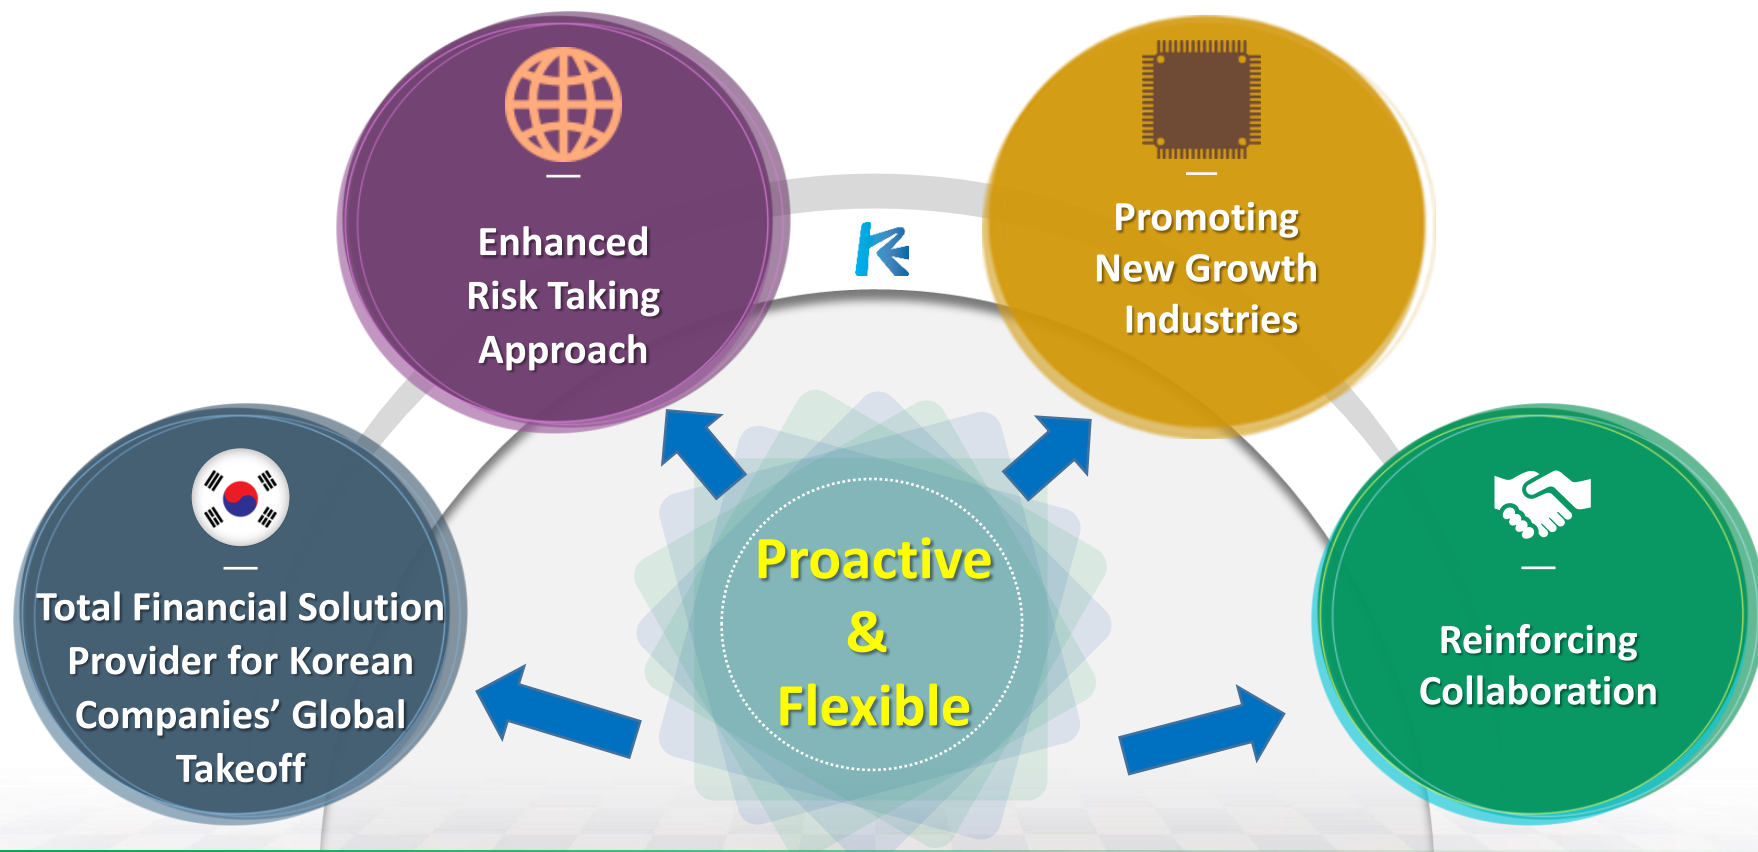 Enhanced
Risk Taking
Approach
Promoting
New Growth
Industries
Total Financial Solution
Provider for Korean
Companies’ Global
Takeoff
Proactive
&
Flexible
Reinforcing
Collaboration